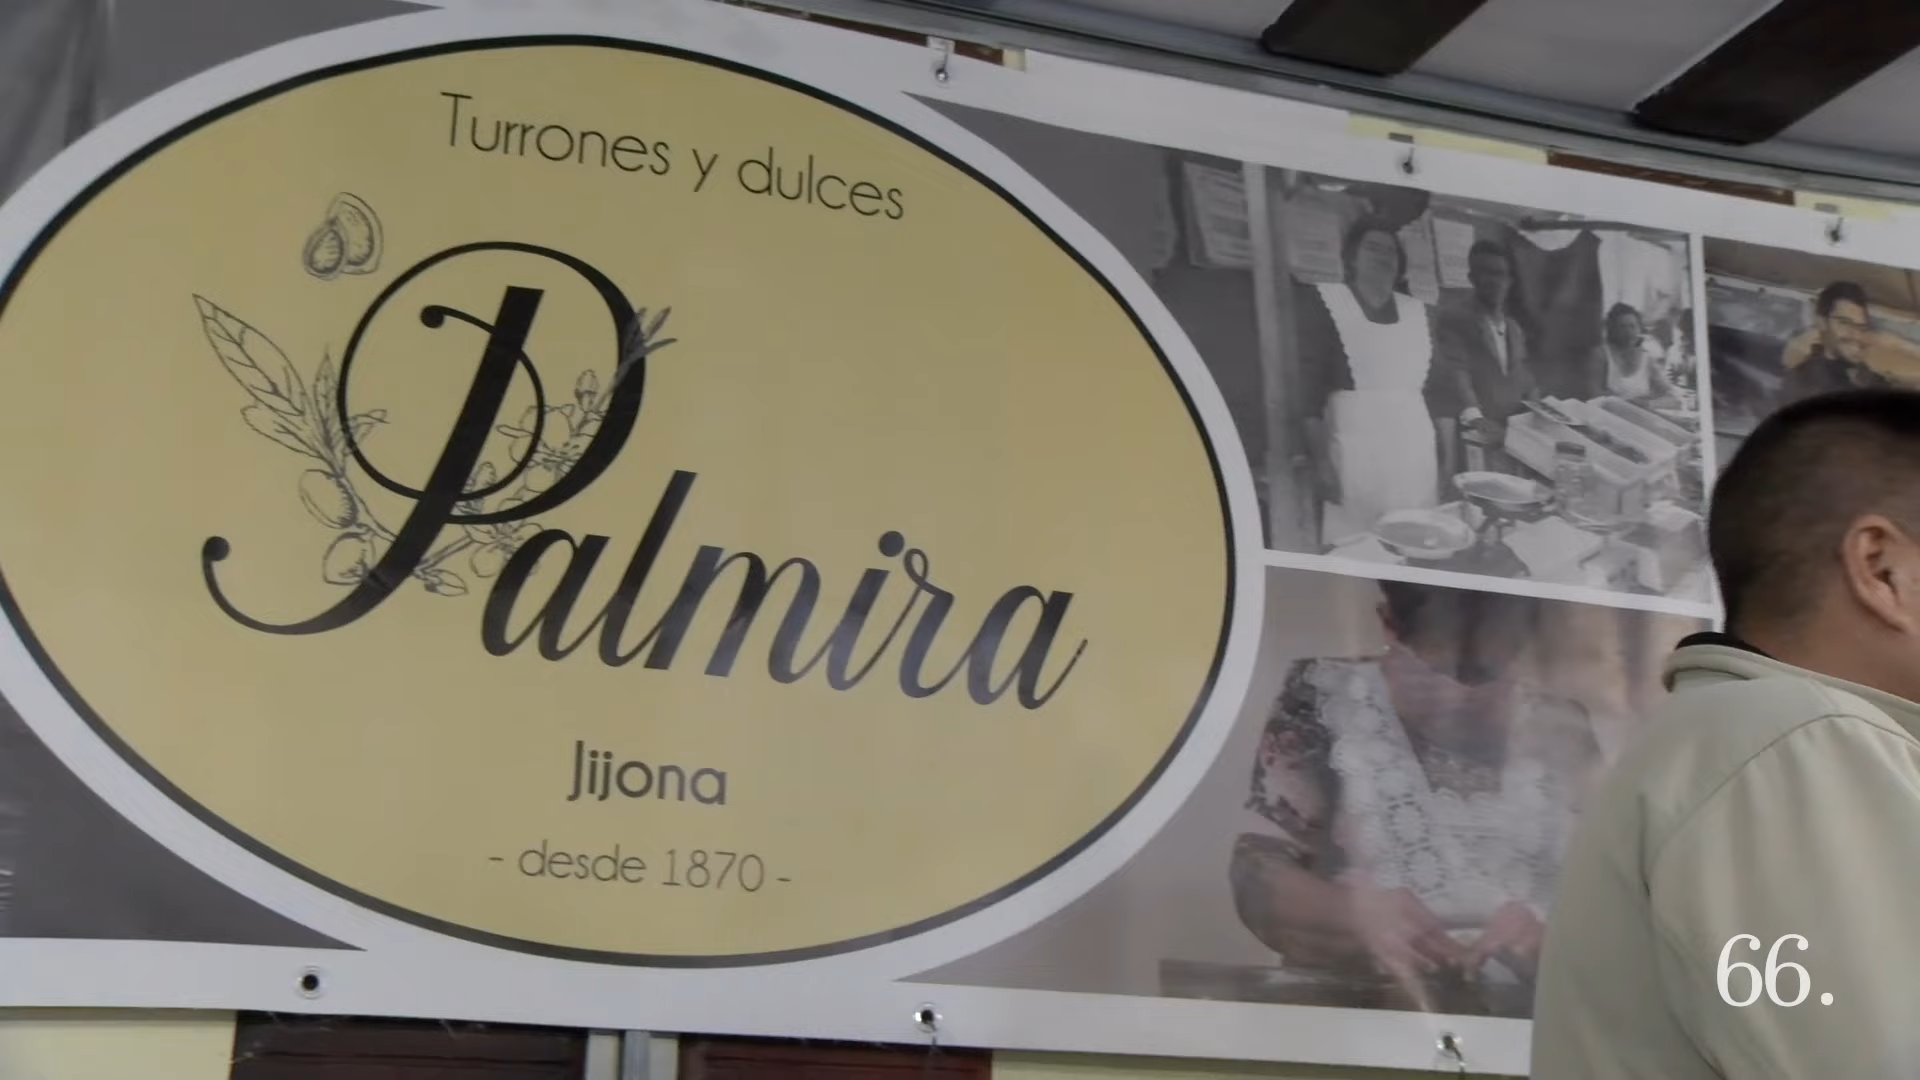 Turrones y dulces
Palmira
Jijona
- desde 1870 -
66.